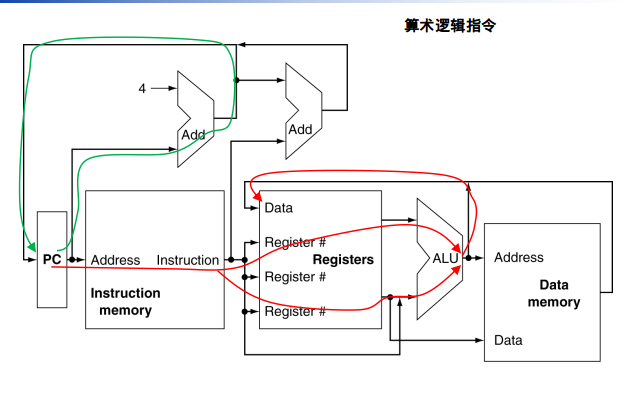 算术逻辑指令
4
Add
Add
Data
Register #
PC
Address
Instruction
Registers
ALU
Address
Register #
Instruction
memory
Data
memory
Register #
Data